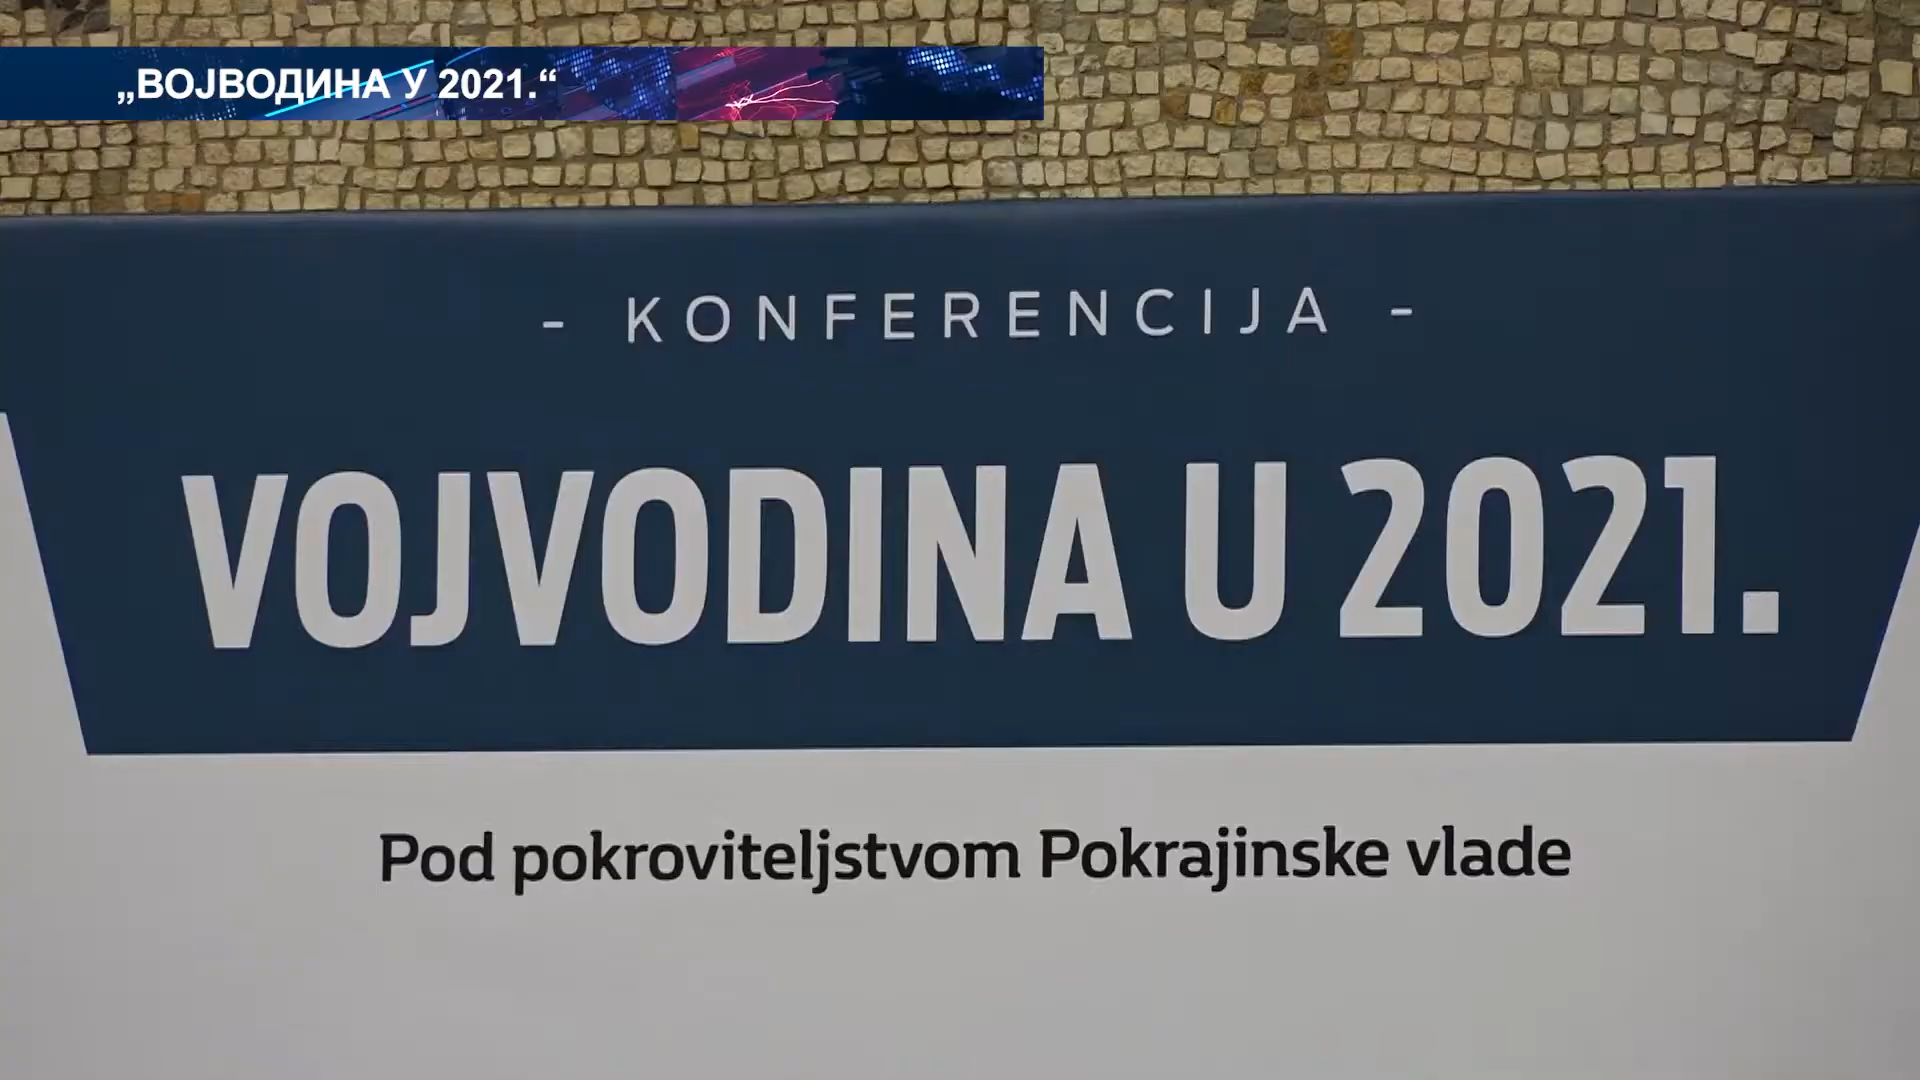 „ВОЈВОДИНА У 2021.“
- KONFERENCIJA -
VOJVODINA U 2021.
Pod pokroviteljstvom Pokrajinske vlade